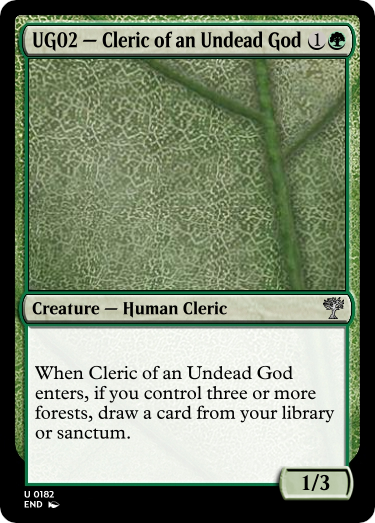 UG02 — Cleric of an Undead God 1
Creature — Human Cleric
When Cleric of an Undead God
enters, if you control three or more
forests, draw a card from your library
or sanctum.
1/3
U 0182
END